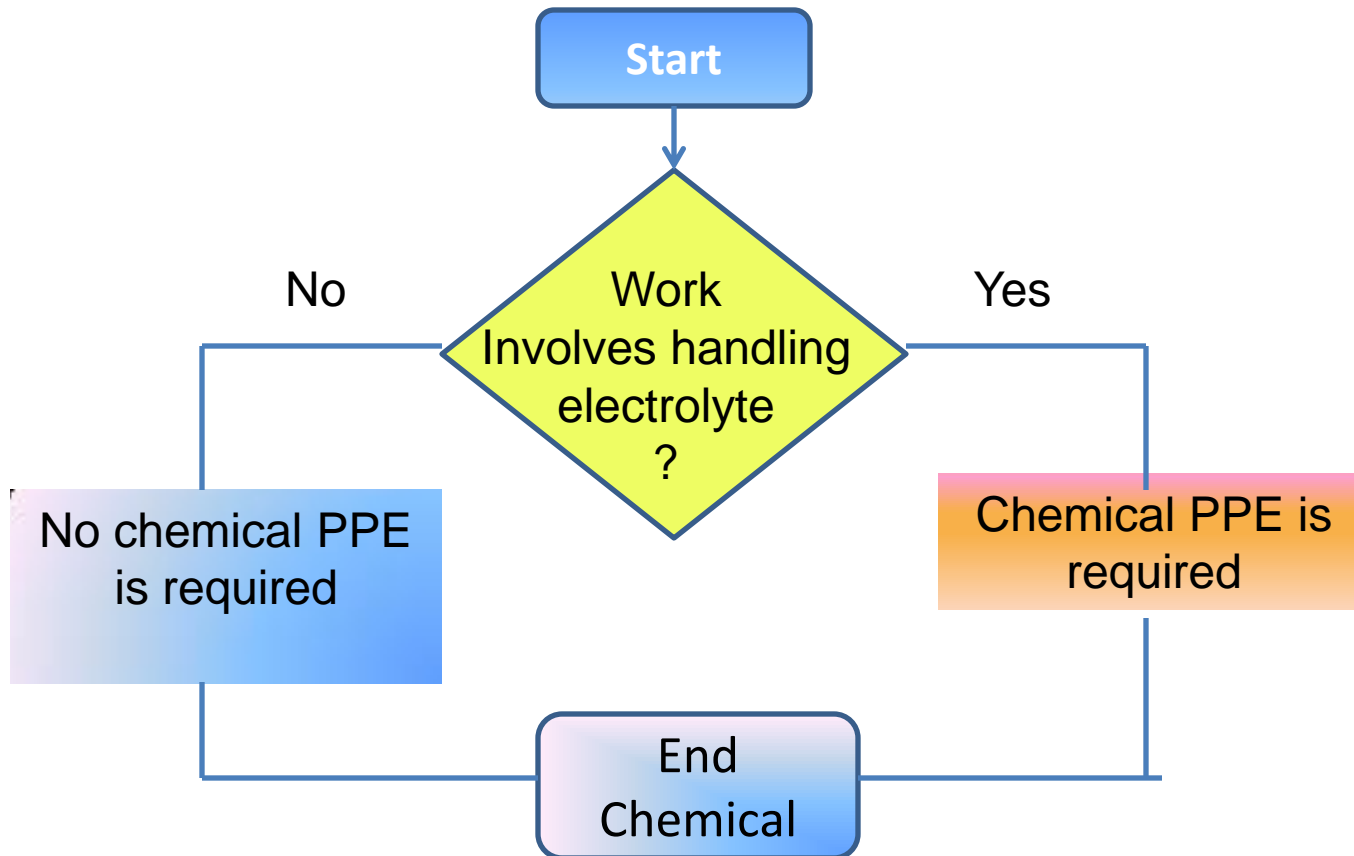 Start
No
Yes
Work
Involves handling
electrolyte
?
No chemical PPE
is required
Chemical PPE is
required
End
Chemical